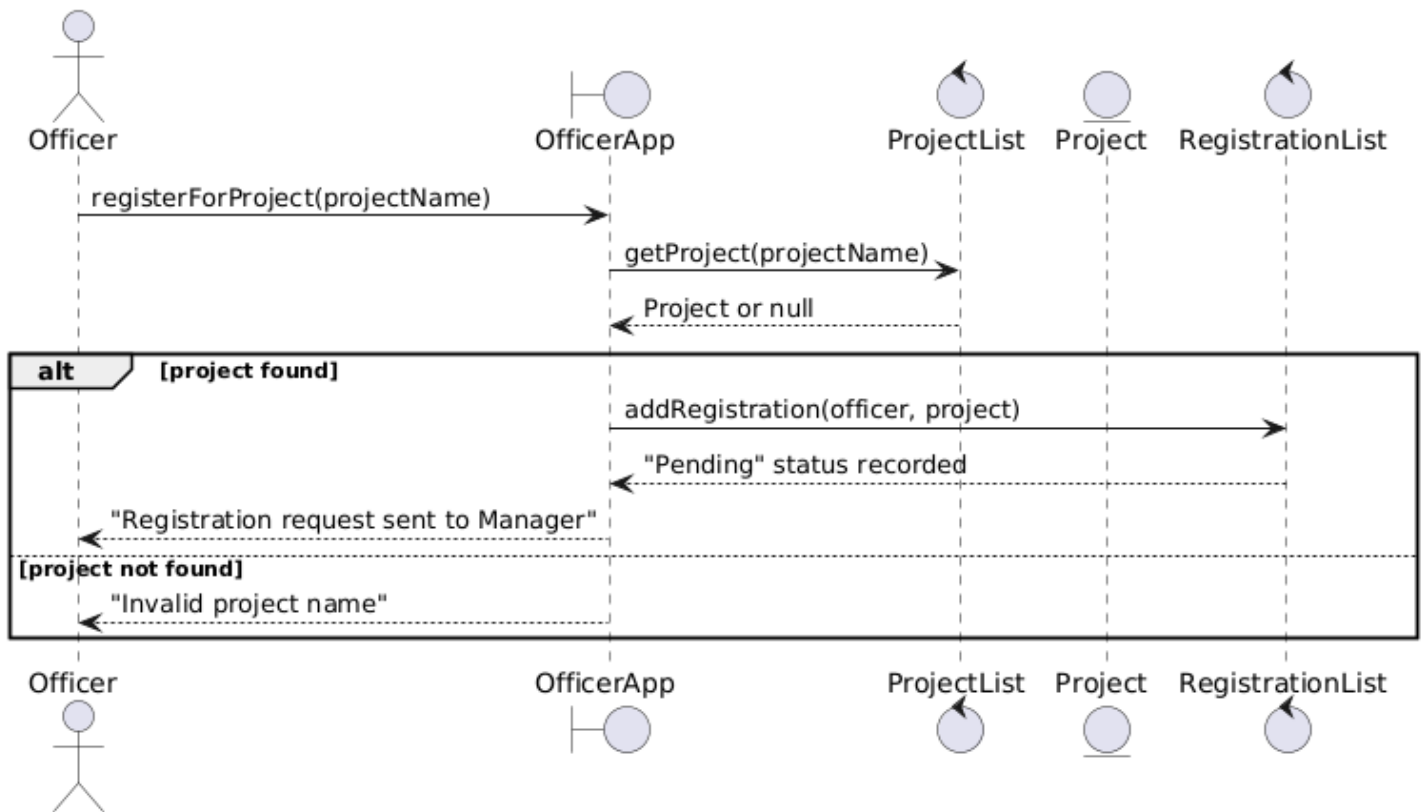 Officer
OfficerApp
ProjectList
Project
RegistrationList
registerForProject(projectName)
getProject(projectName)
Project or null
alt
[project found]
addRegistration(officer, project)
"Pending" status recorded
"Registration request sent to Manager"
[project not found]
"Invalid project name"
Officer
OfficerApp
ProjectList
Project
RegistrationList